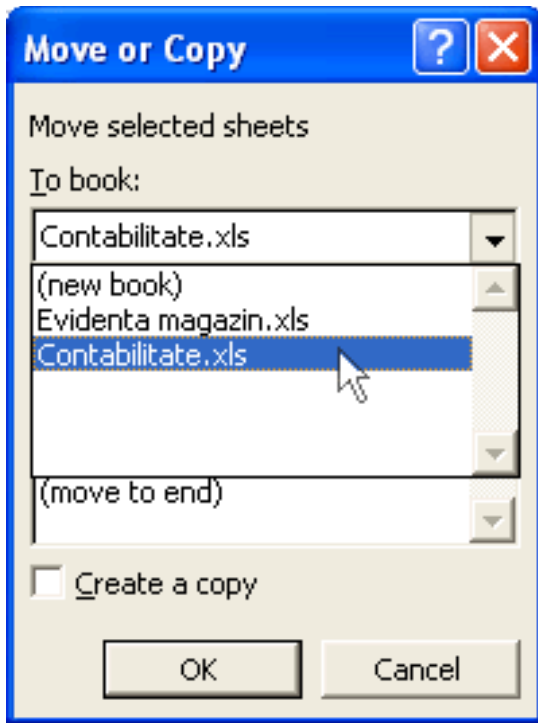 Move or Copy
Move selected sheets
To book:
Contabilitate.xls
(new book)
Evidenta magazin.xls
Contabilitate.xls
(move to end)
Create a copy
OK Cancel